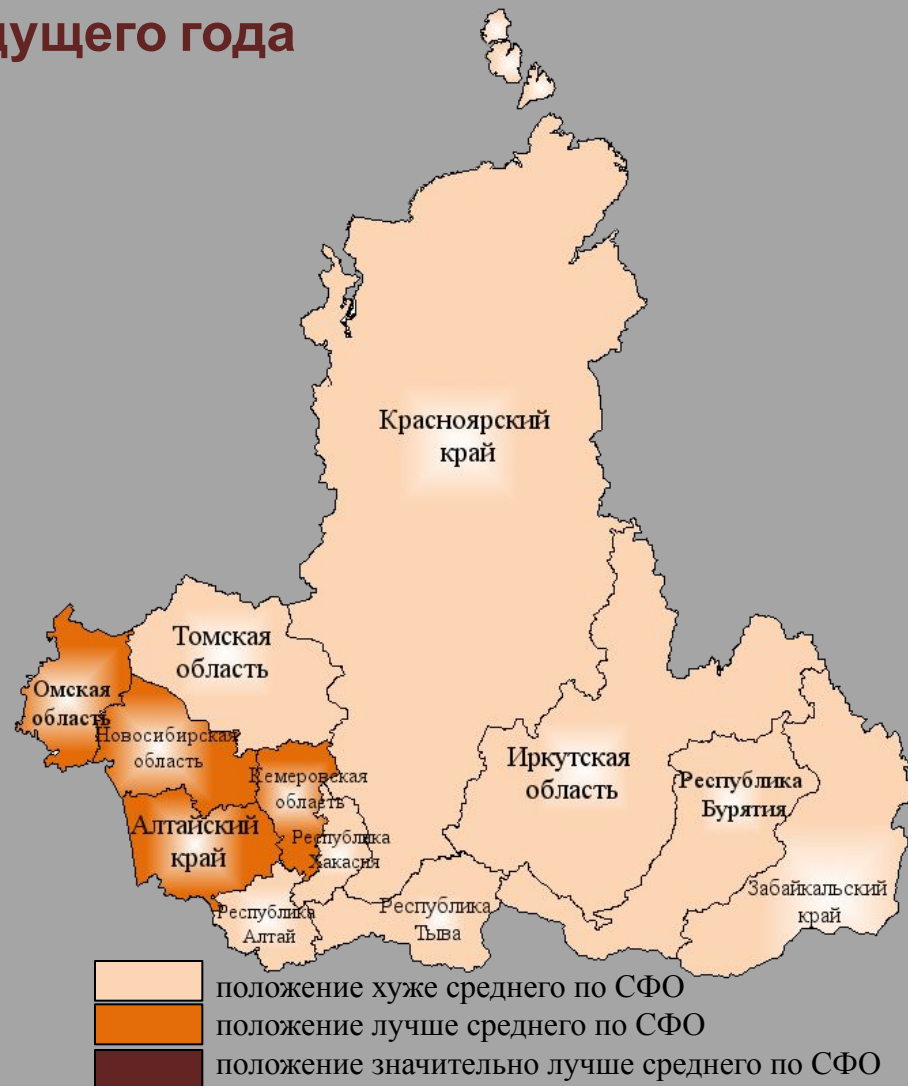 дущего года
Красноярский
край
Томская
область
Омская
область
Новосибирская
область
Кемеровская
область
Иркутская
область
Республика
Бурятия
Алтайский
край
Республика
Хакасия
Забайкальский
край
Республика
Алтай
Республика
Тыва
положение хуже среднего по СФО
положение лучше среднего по СФО
положение значительно лучше среднего по СФО